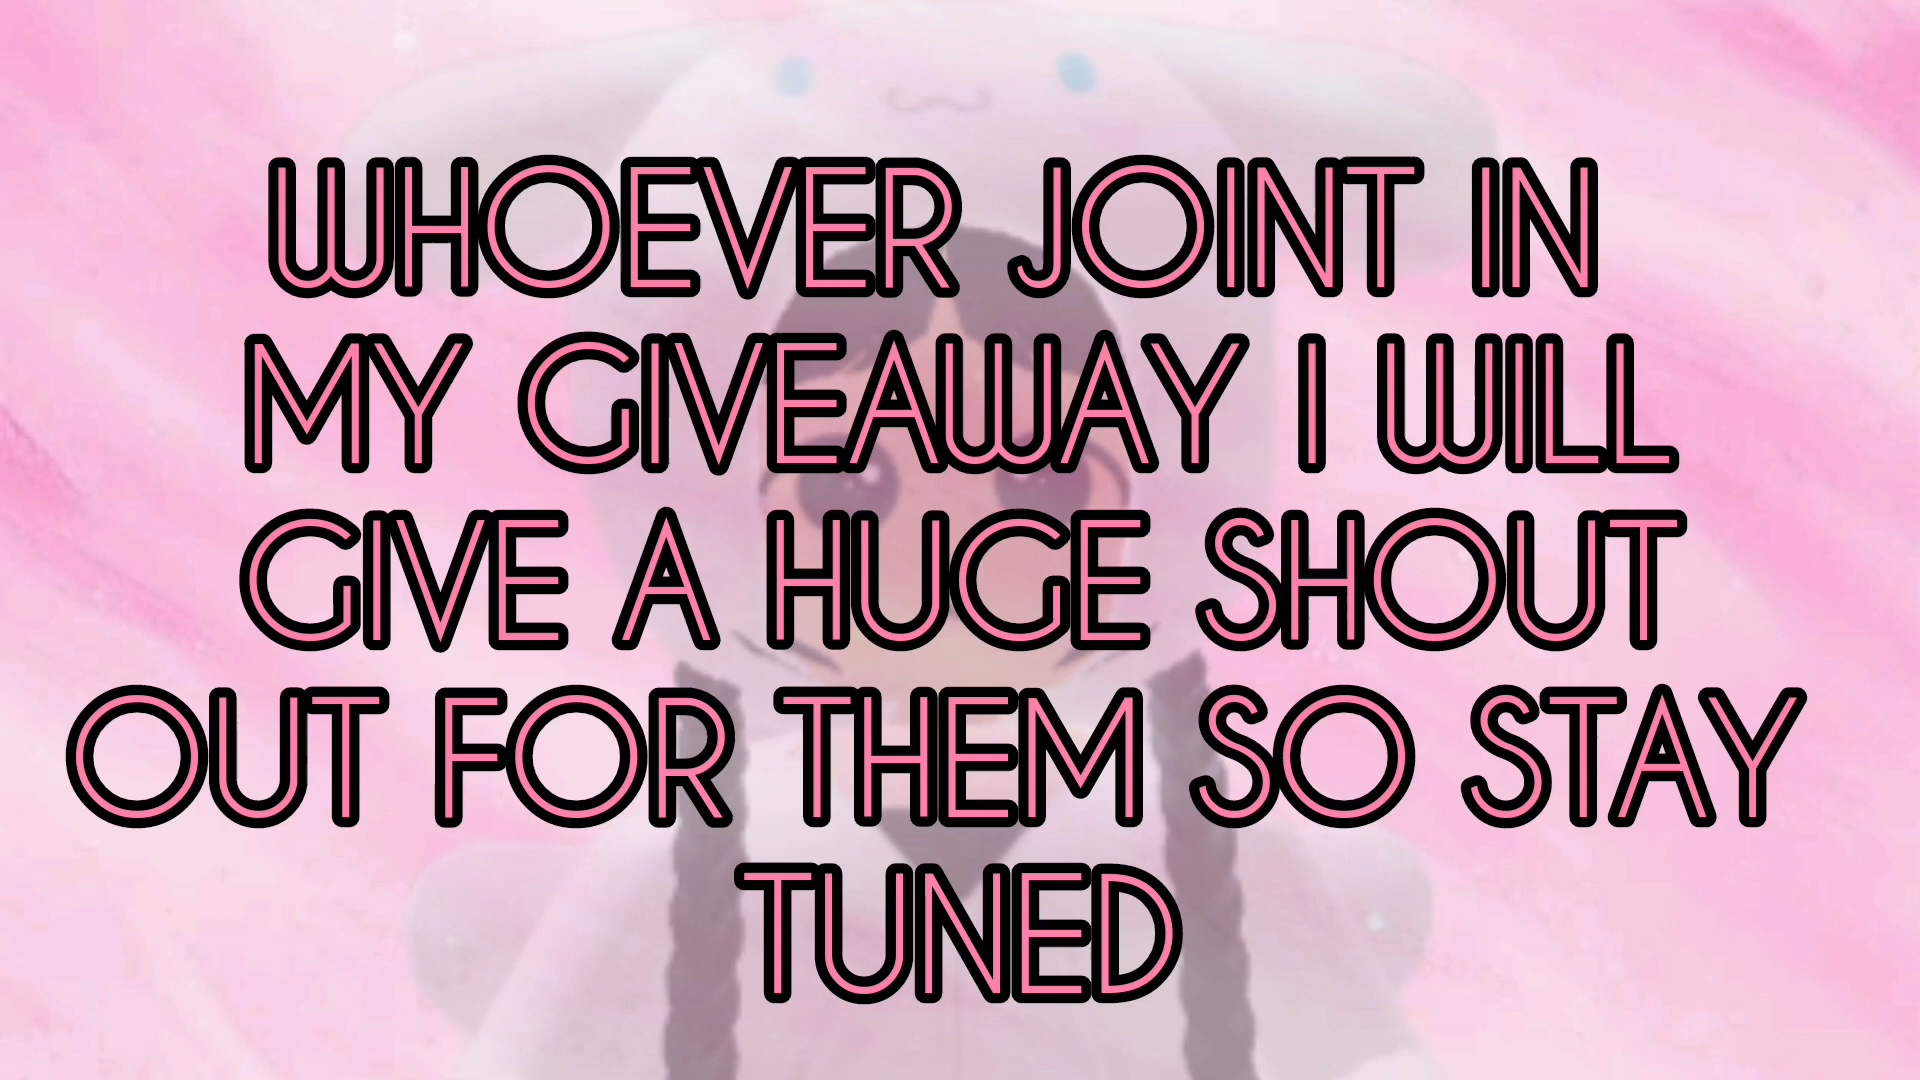 WHOEVER JOINT IN
MY GIVEAWAY I WILL
GIVE A HUGE SHOUT
OUT FOR THEM SO STAY
TUNED